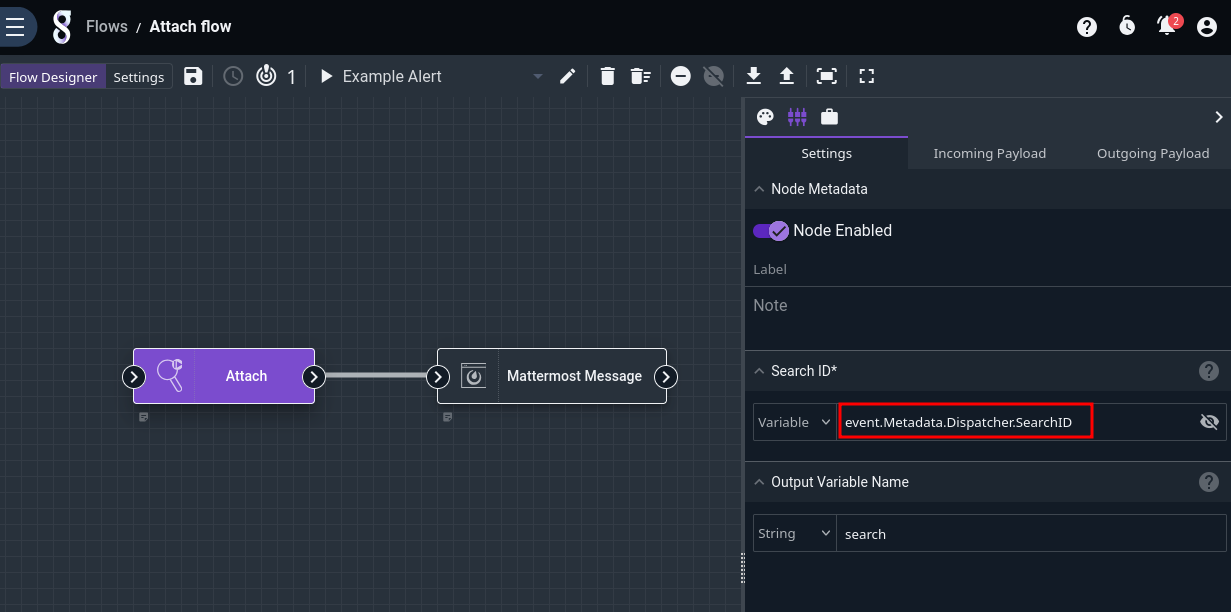 Flows / Attach flow
2
Flow Designer Settings 1 Example Alert
Settings Incoming Payload Outgoing Payload
Node Metadata
Node Enabled
Label
Note
Attach
Mattermost Message
Search ID*
Variable event.Metadata.Dispatcher.SearchID
Output Variable Name
String search